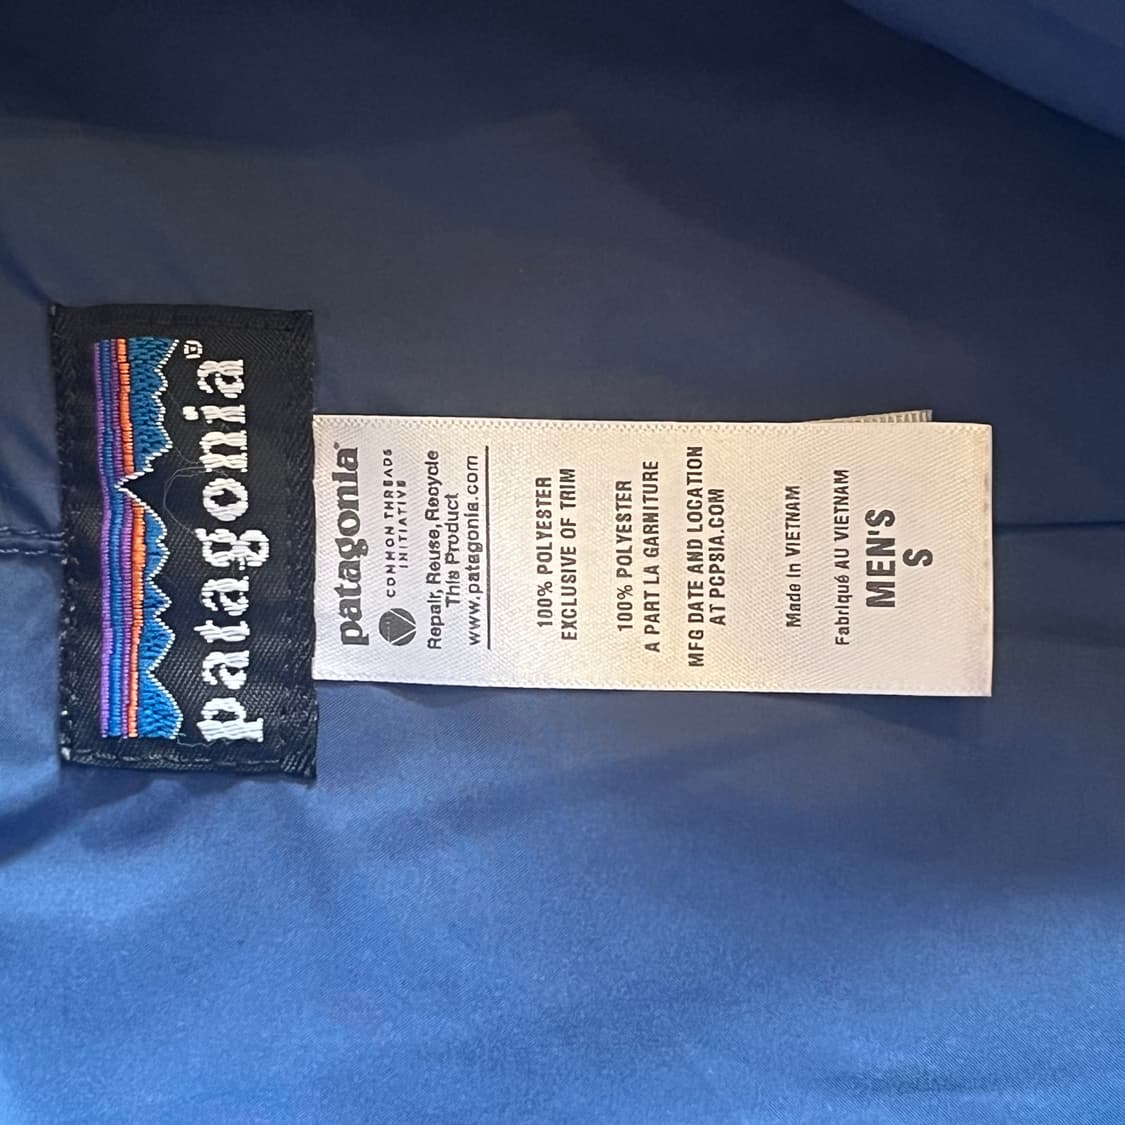 patagonia®
patagonia®
COMMON THREADS
INITIATIVE
Repair, Reuse, Recycle
This Product
www.patagonia.com
100% POLYESTER
EXCLUSIVE OF TRIM
100% POLYESTER
A PART LA GARNITURE
MFG DATE AND LOCATION
AT PCPSIA.COM
Made In VIETNAM
Fabriqué AU VIETNAM
MEN'S
S